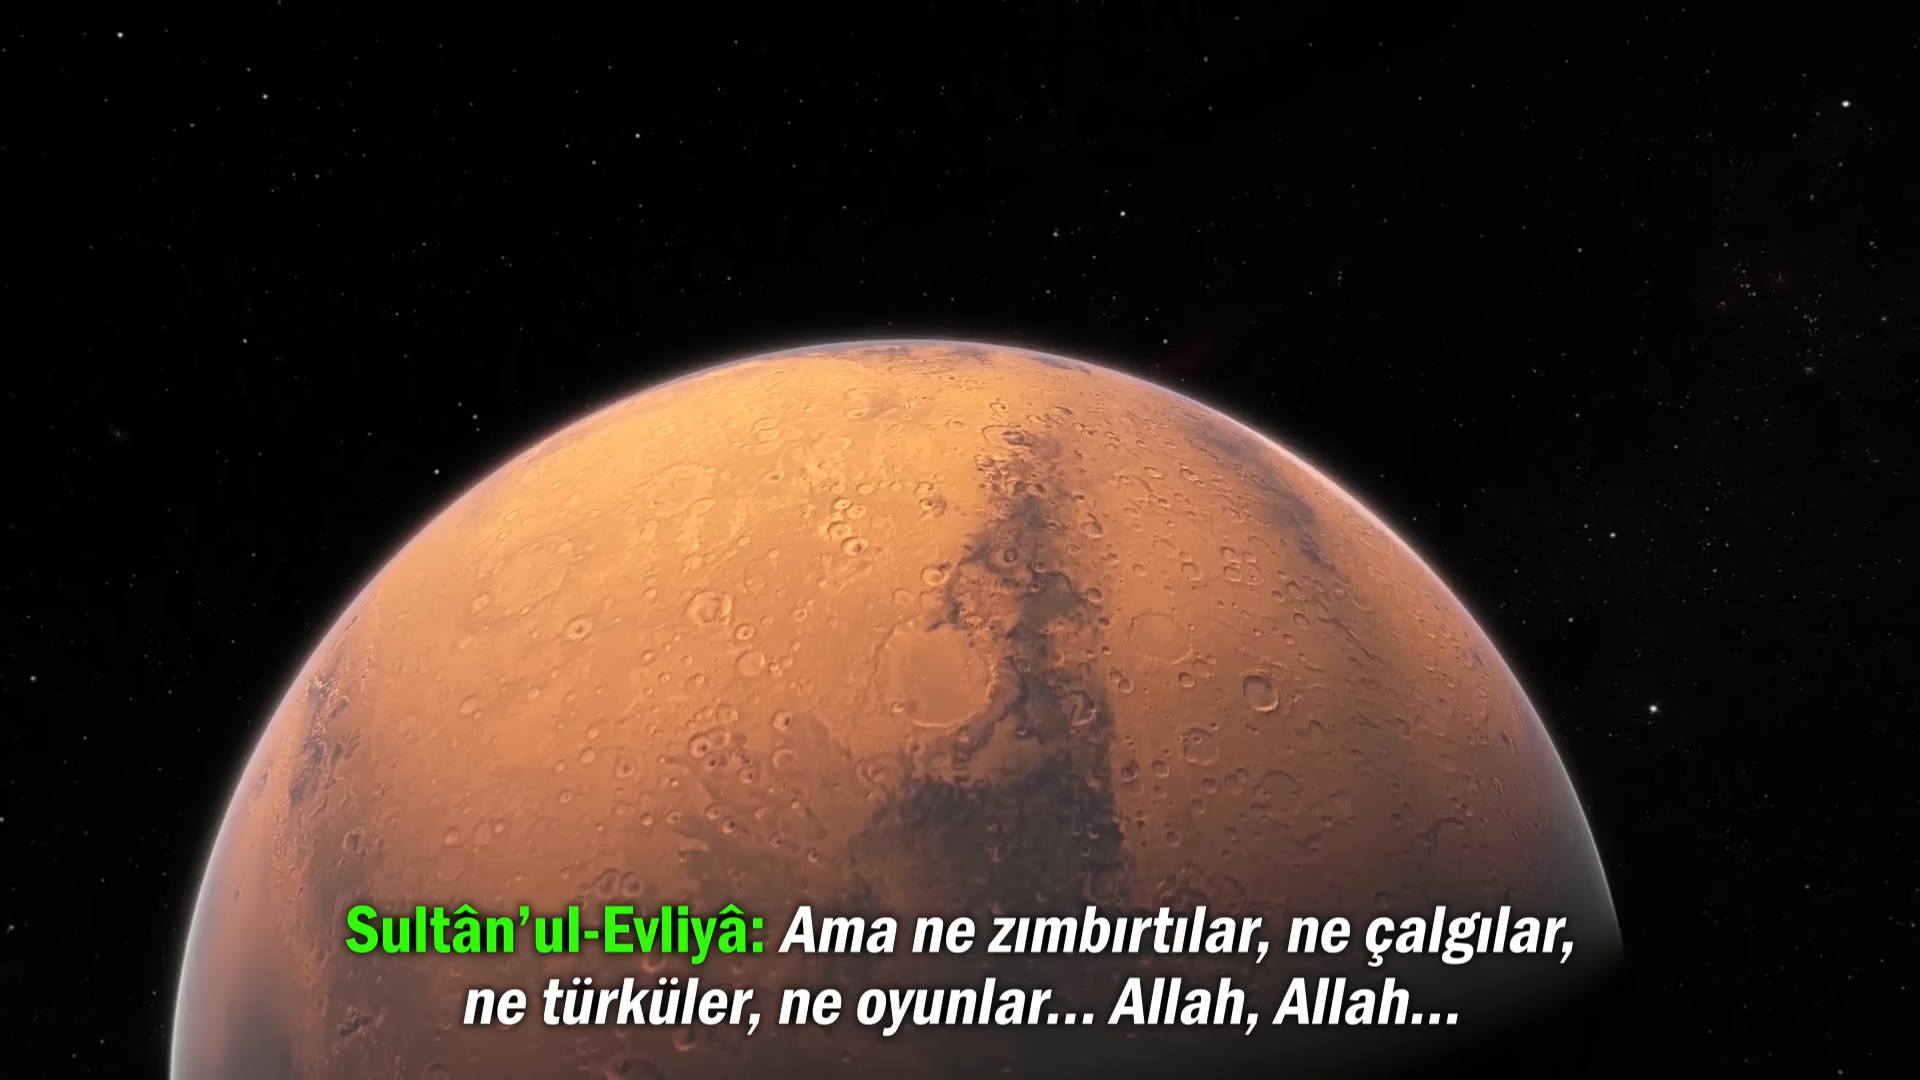 Sultân’ul-Evliyâ: Ama ne zımbırtılar, ne çalgılar,
ne türküler, ne oyunlar... Allah, Allah...